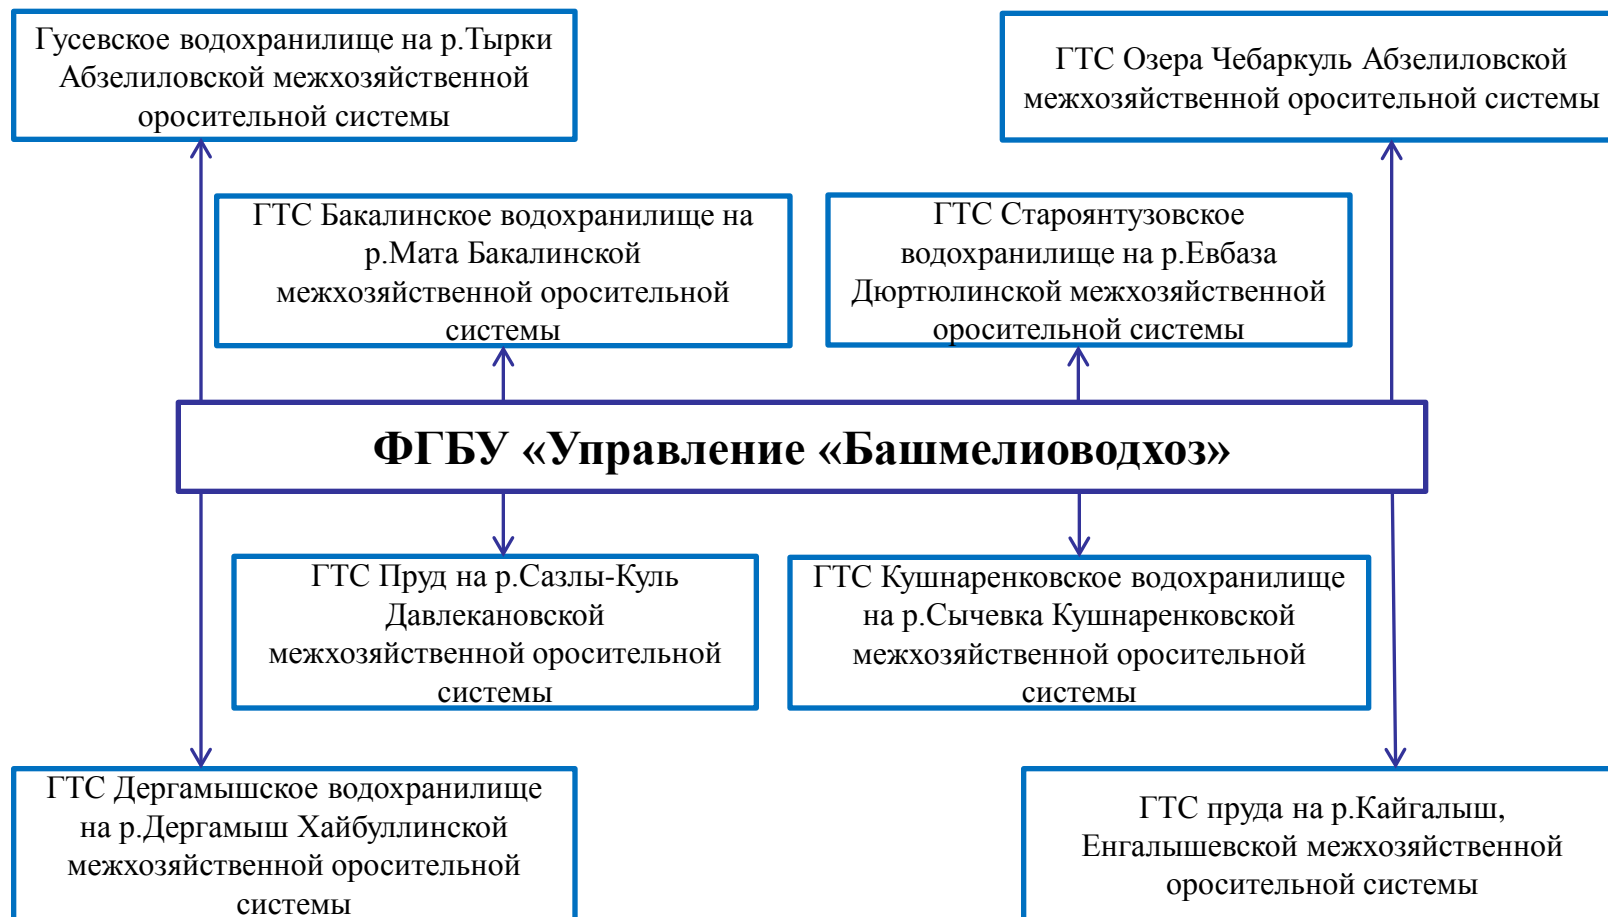 Гусевское водохранилище на р.Тырки
Абзелиловской межхозяйственной
оросительной системы
ГТС Озера Чебаркуль Абзелиловской
межхозяйственной оросительной системы
ГТС Бакалинское водохранилище на
р.Мата Бакалинской
межхозяйственной оросительной
системы
ГТС Староянтузовское
водохранилище на р.Евбаза
Дюртюлинской межхозяйственной
оросительной системы
ФГБУ «Управление «Башмелиоводхоз»
ГТС Пруд на р.Сазлы-Куль
Давлекановской
межхозяйственной оросительной
системы
ГТС Кушнаренковское водохранилище
на р.Сычевка Кушнаренковской
межхозяйственной оросительной
системы
ГТС Дергамышское водохранилище
на р.Дергамыш Хайбуллинской
межхозяйственной оросительной
системы
ГТС пруда на р.Кайгалыш,
Енгалышевской межхозяйственной
оросительной системы